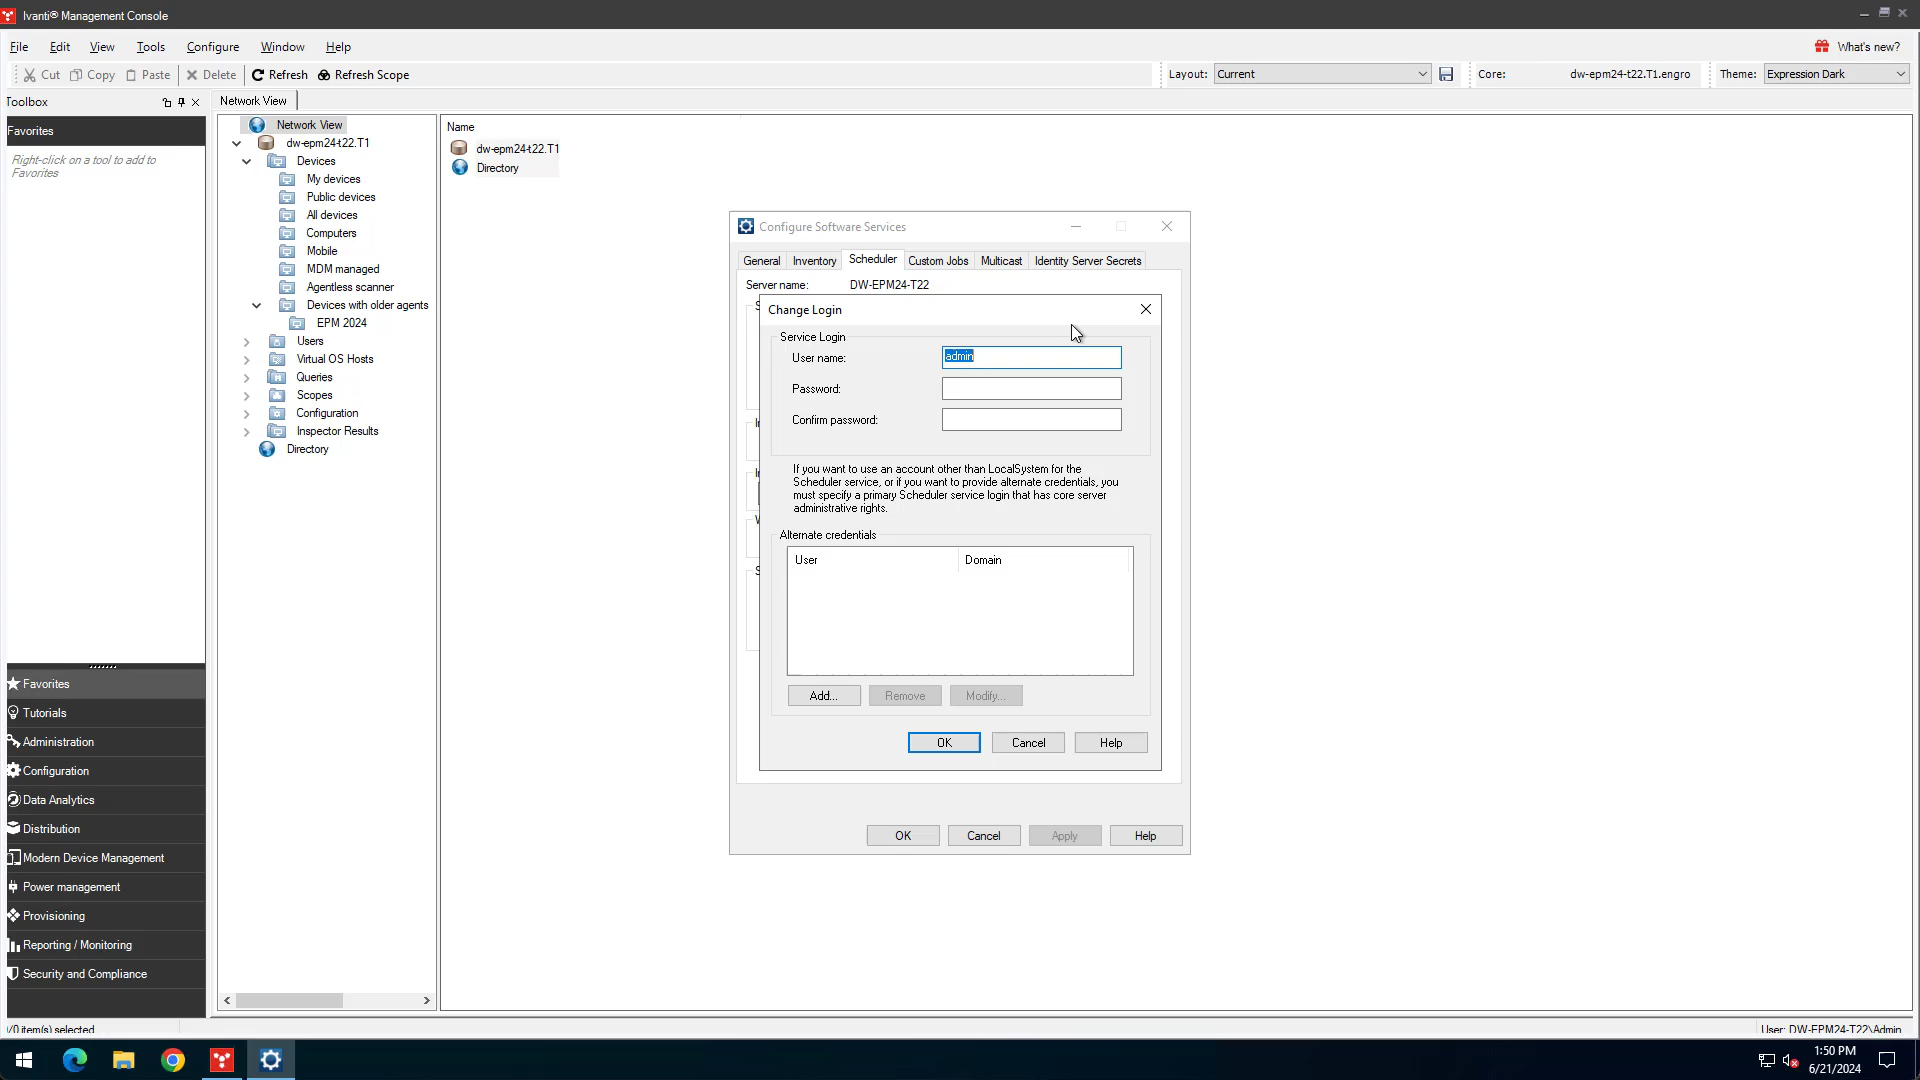 Ivanti® Management Console
File Edit View Tools Configure Window Help
What's new?
Cut Copy Paste Delete Refresh Refresh Scope
Layout: Current
Core: dw-epm24-t22.T1.engro
Theme: Expression Dark
Toolbox
Network View
Favorites
Right-click on a tool to add to
Favorites
Favorites
Tutorials
Administration
Configuration
Data Analytics
Distribution
Modern Device Management
Power management
Provisioning
Reporting / Monitoring
Security and Compliance
Network View
dw-epm24-t22.T1
Devices
My devices
Public devices
All devices
Computers
Mobile
MDM managed
Agentless scanner
Devices with older agents
EPM 2024
Users
Virtual OS Hosts
Queries
Scopes
Configuration
Inspector Results
Directory
Name
dw-epm24-t22.T1
Directory
Configure Software Services
General Inventory Scheduler Custom Jobs Multicast Identity Server Secrets
Server name: DW-EPM24-T22
Change Login
Service Login
User name: admin
Password:
Confirm password:
If you want to use an account other than LocalSystem for the
Scheduler service, or if you want to provide alternate credentials, you
must specify a primary Scheduler service login that has core server
administrative rights.
Alternate credentials
User Domain
Add... Remove Modify...
OK Cancel Help
OK Cancel Apply Help
/0 item(s) selected
User: DW-EPM24-T22\Admin
1:50 PM
6/21/2024